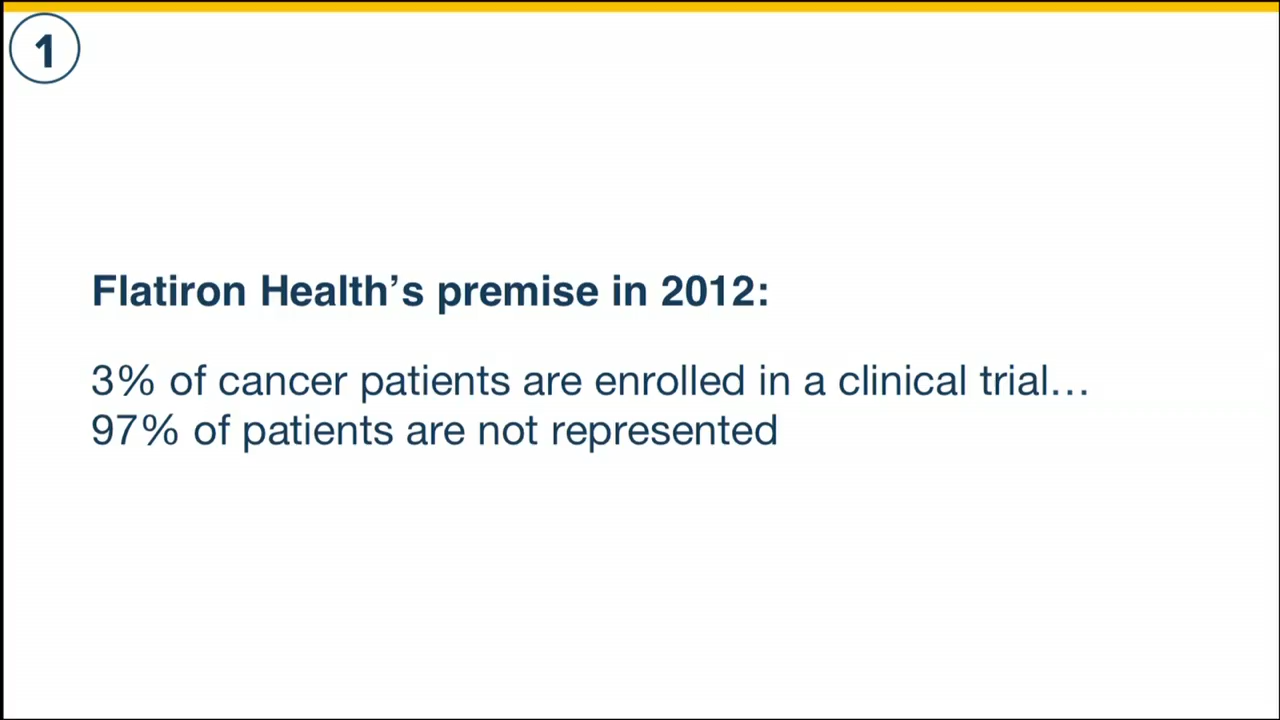 1
Flatiron Health’s premise in 2012:
3% of cancer patients are enrolled in a clinical trial…
97% of patients are not represented